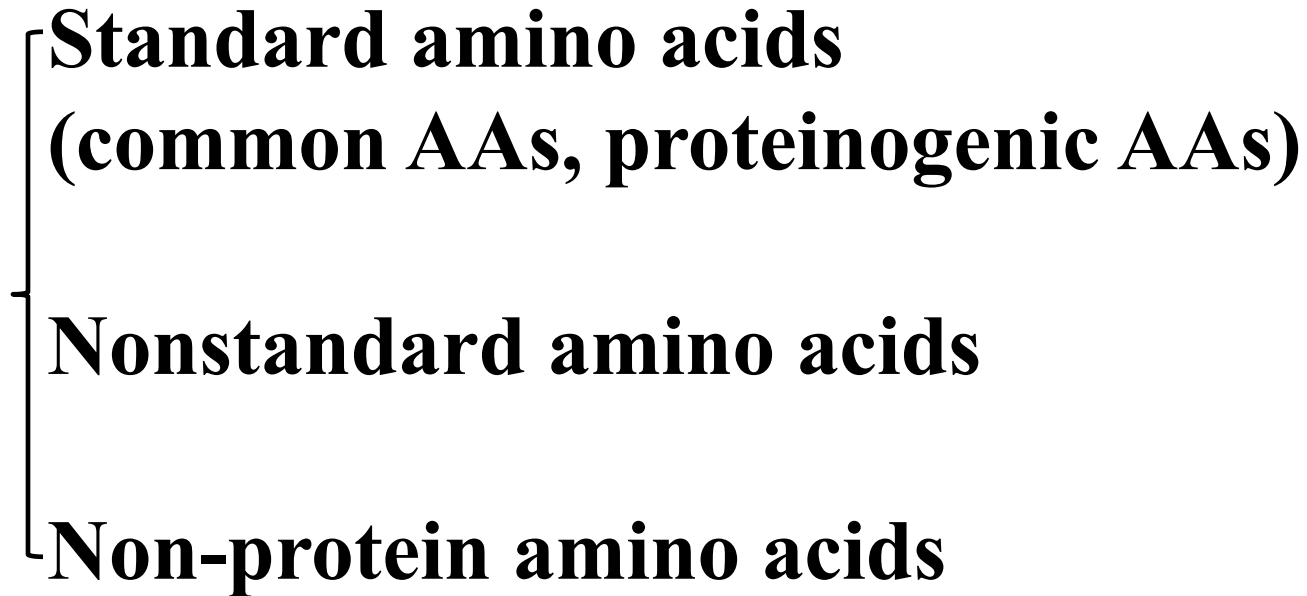 Standard amino acids
(common AAs, proteinogenic AAs)
Nonstandard amino acids
Non-protein amino acids